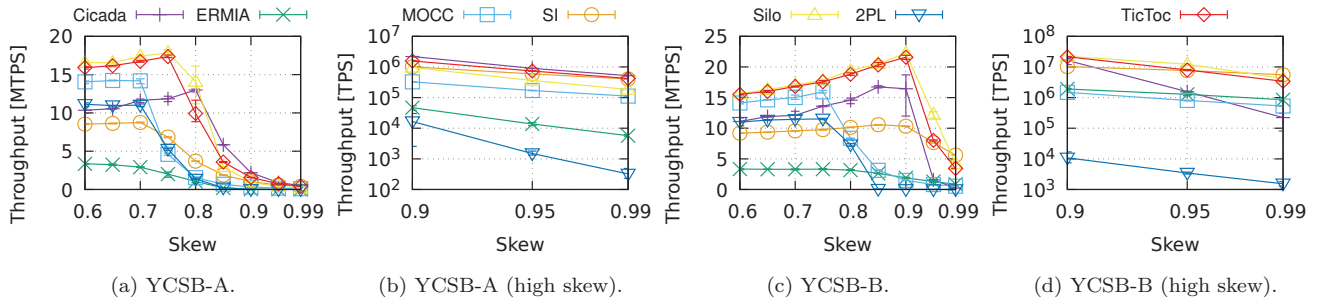 Cicada ERMIA MOCC SI Silo 2PL TicToc
Throughput [MTPS]
20
15
10
5
0
0.6 0.7 0.8 0.9 0.99
Skew
(a) YCSB-A.
Throughput [TPS]
10^7
10^6
10^5
10^4
10^3
10^2
0.9 0.95 0.99
Skew
(b) YCSB-A (high skew).
Throughput [MTPS]
25
20
15
10
5
0
0.6 0.7 0.8 0.9 0.99
Skew
(c) YCSB-B.
Throughput [TPS]
10^8
10^7
10^6
10^5
10^4
10^3
0.9 0.95 0.99
Skew
(d) YCSB-B (high skew).